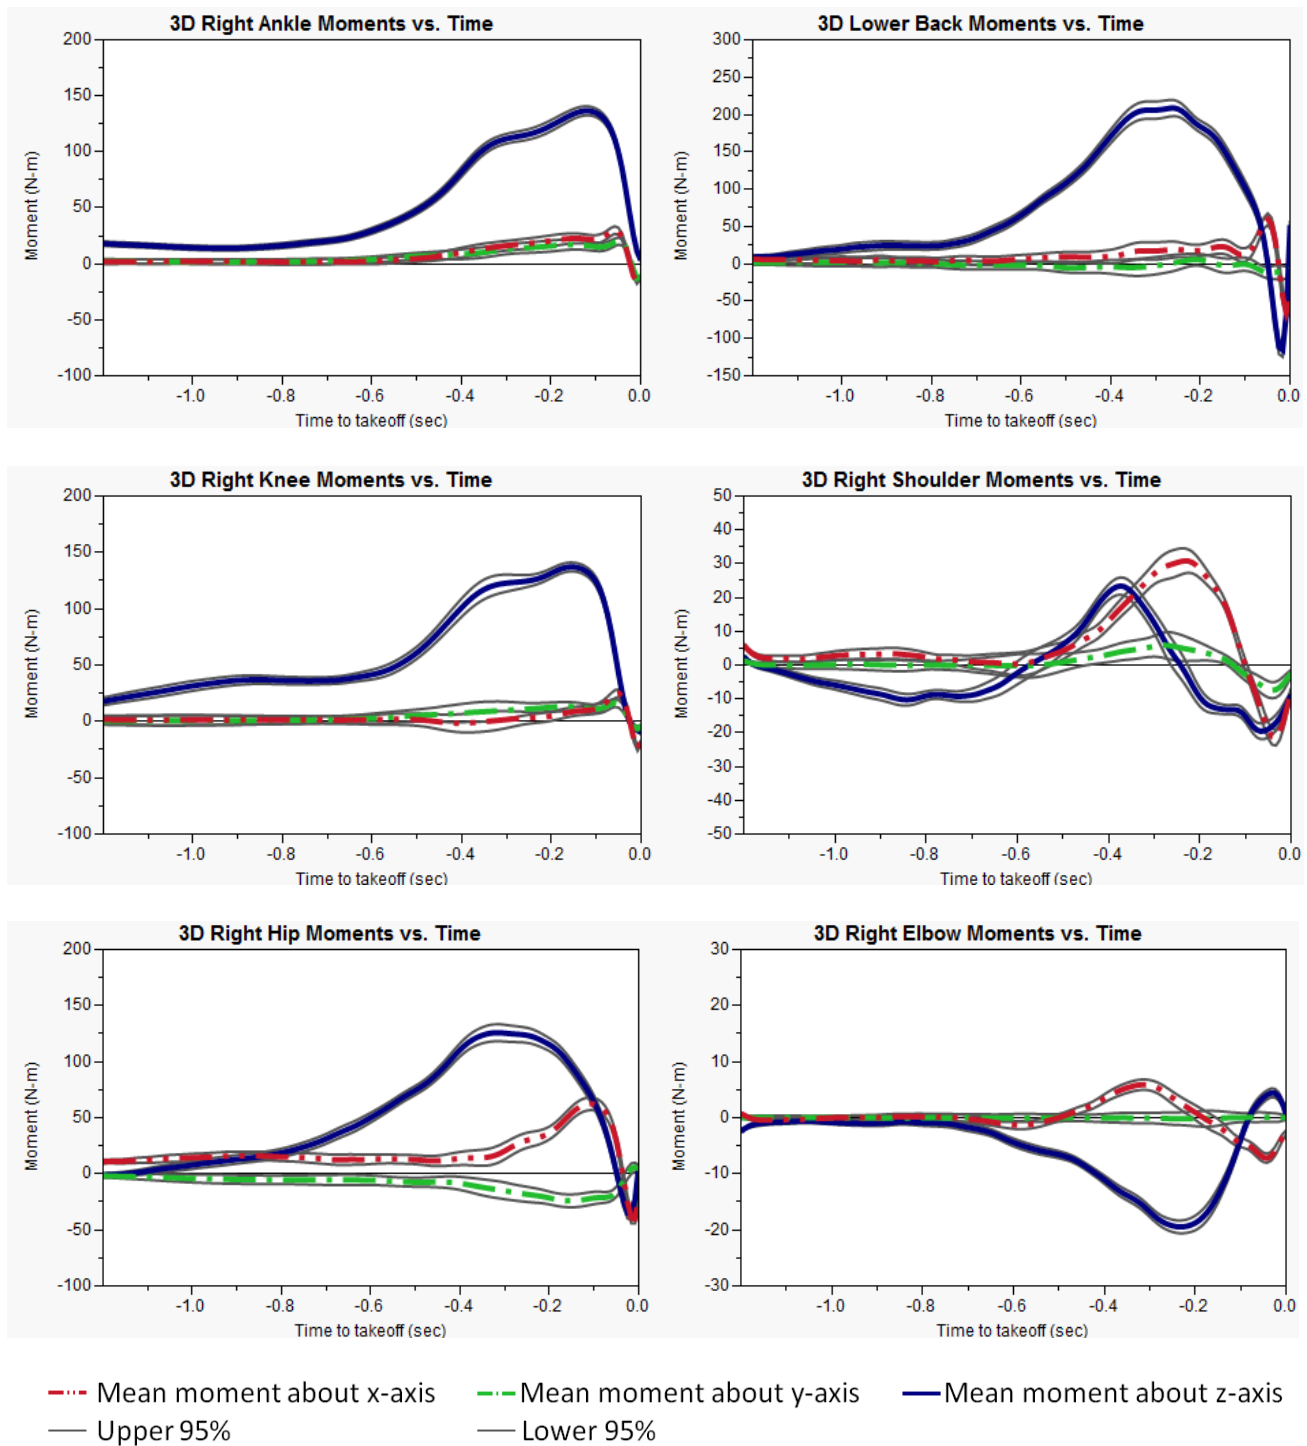 3D Right Ankle Moments vs. Time
200
150
100
50
0
-50
-100
Moment (N-m)
-1.0 -0.8 -0.6 -0.4 -0.2 0.0
Time to takeoff (sec)
3D Lower Back Moments vs. Time
300
250
200
150
100
50
0
-50
-100
-150
Moment (N-m)
-1.0 -0.8 -0.6 -0.4 -0.2 0.0
Time to takeoff (sec)
3D Right Knee Moments vs. Time
200
150
100
50
0
-50
-100
Moment (N-m)
-1.0 -0.8 -0.6 -0.4 -0.2 0.0
Time to takeoff (sec)
3D Right Shoulder Moments vs. Time
50
40
30
20
10
0
-10
-20
-30
-40
-50
Moment (N-m)
-1.0 -0.8 -0.6 -0.4 -0.2 0.0
Time to takeoff (sec)
3D Right Hip Moments vs. Time
200
150
100
50
0
-50
-100
Moment (N-m)
-1.0 -0.8 -0.6 -0.4 -0.2 0.0
Time to takeoff (sec)
3D Right Elbow Moments vs. Time
30
20
10
0
-10
-20
-30
Moment (N-m)
-1.0 -0.8 -0.6 -0.4 -0.2 0.0
Time to takeoff (sec)
Mean moment about x-axis Mean moment about y-axis Mean moment about z-axis
Upper 95% Lower 95%